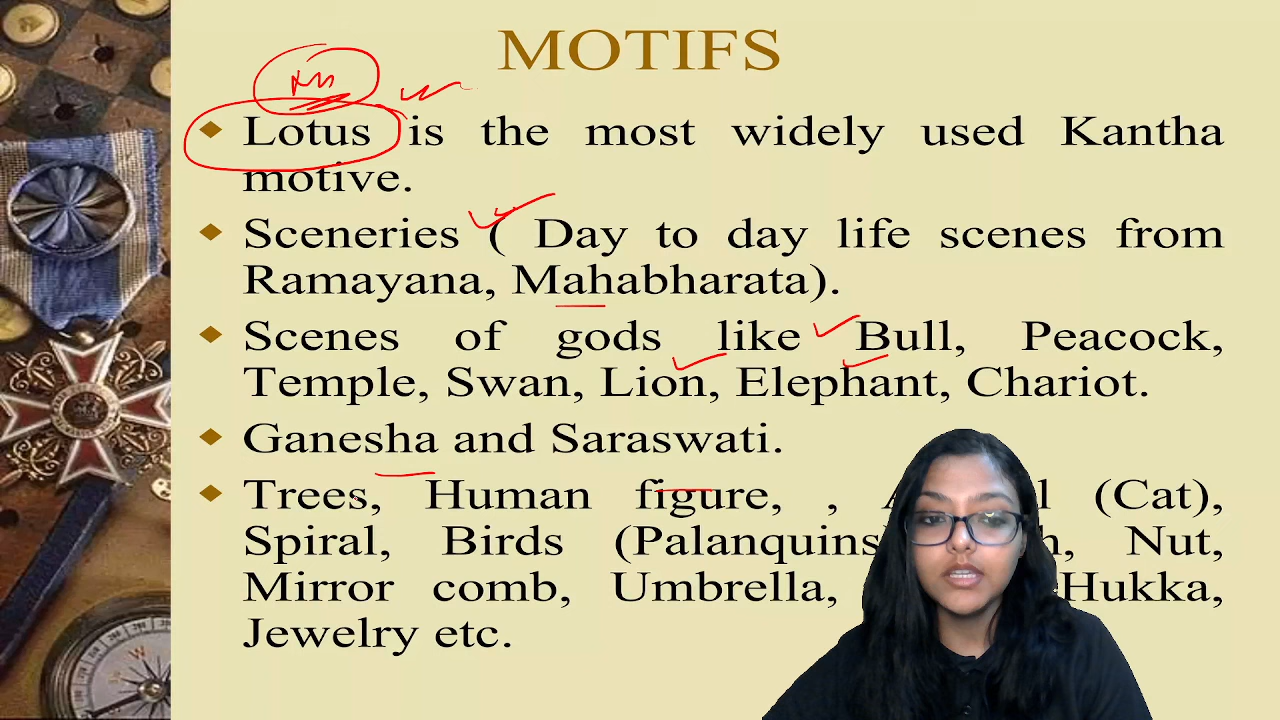 MOTIFS
Lotus is the most widely used Kantha
motive.
Sceneries ( Day to day life scenes from
Ramayana, Mahabharata).
Scenes of gods like Bull, Peacock,
Temple, Swan, Lion, Elephant, Chariot.
Ganesha and Saraswati.
Trees, Human figure, , (Cat),
Spiral, Birds (Palanquins Nut,
Mirror comb, Umbrella, Hukka,
Jewelry etc.